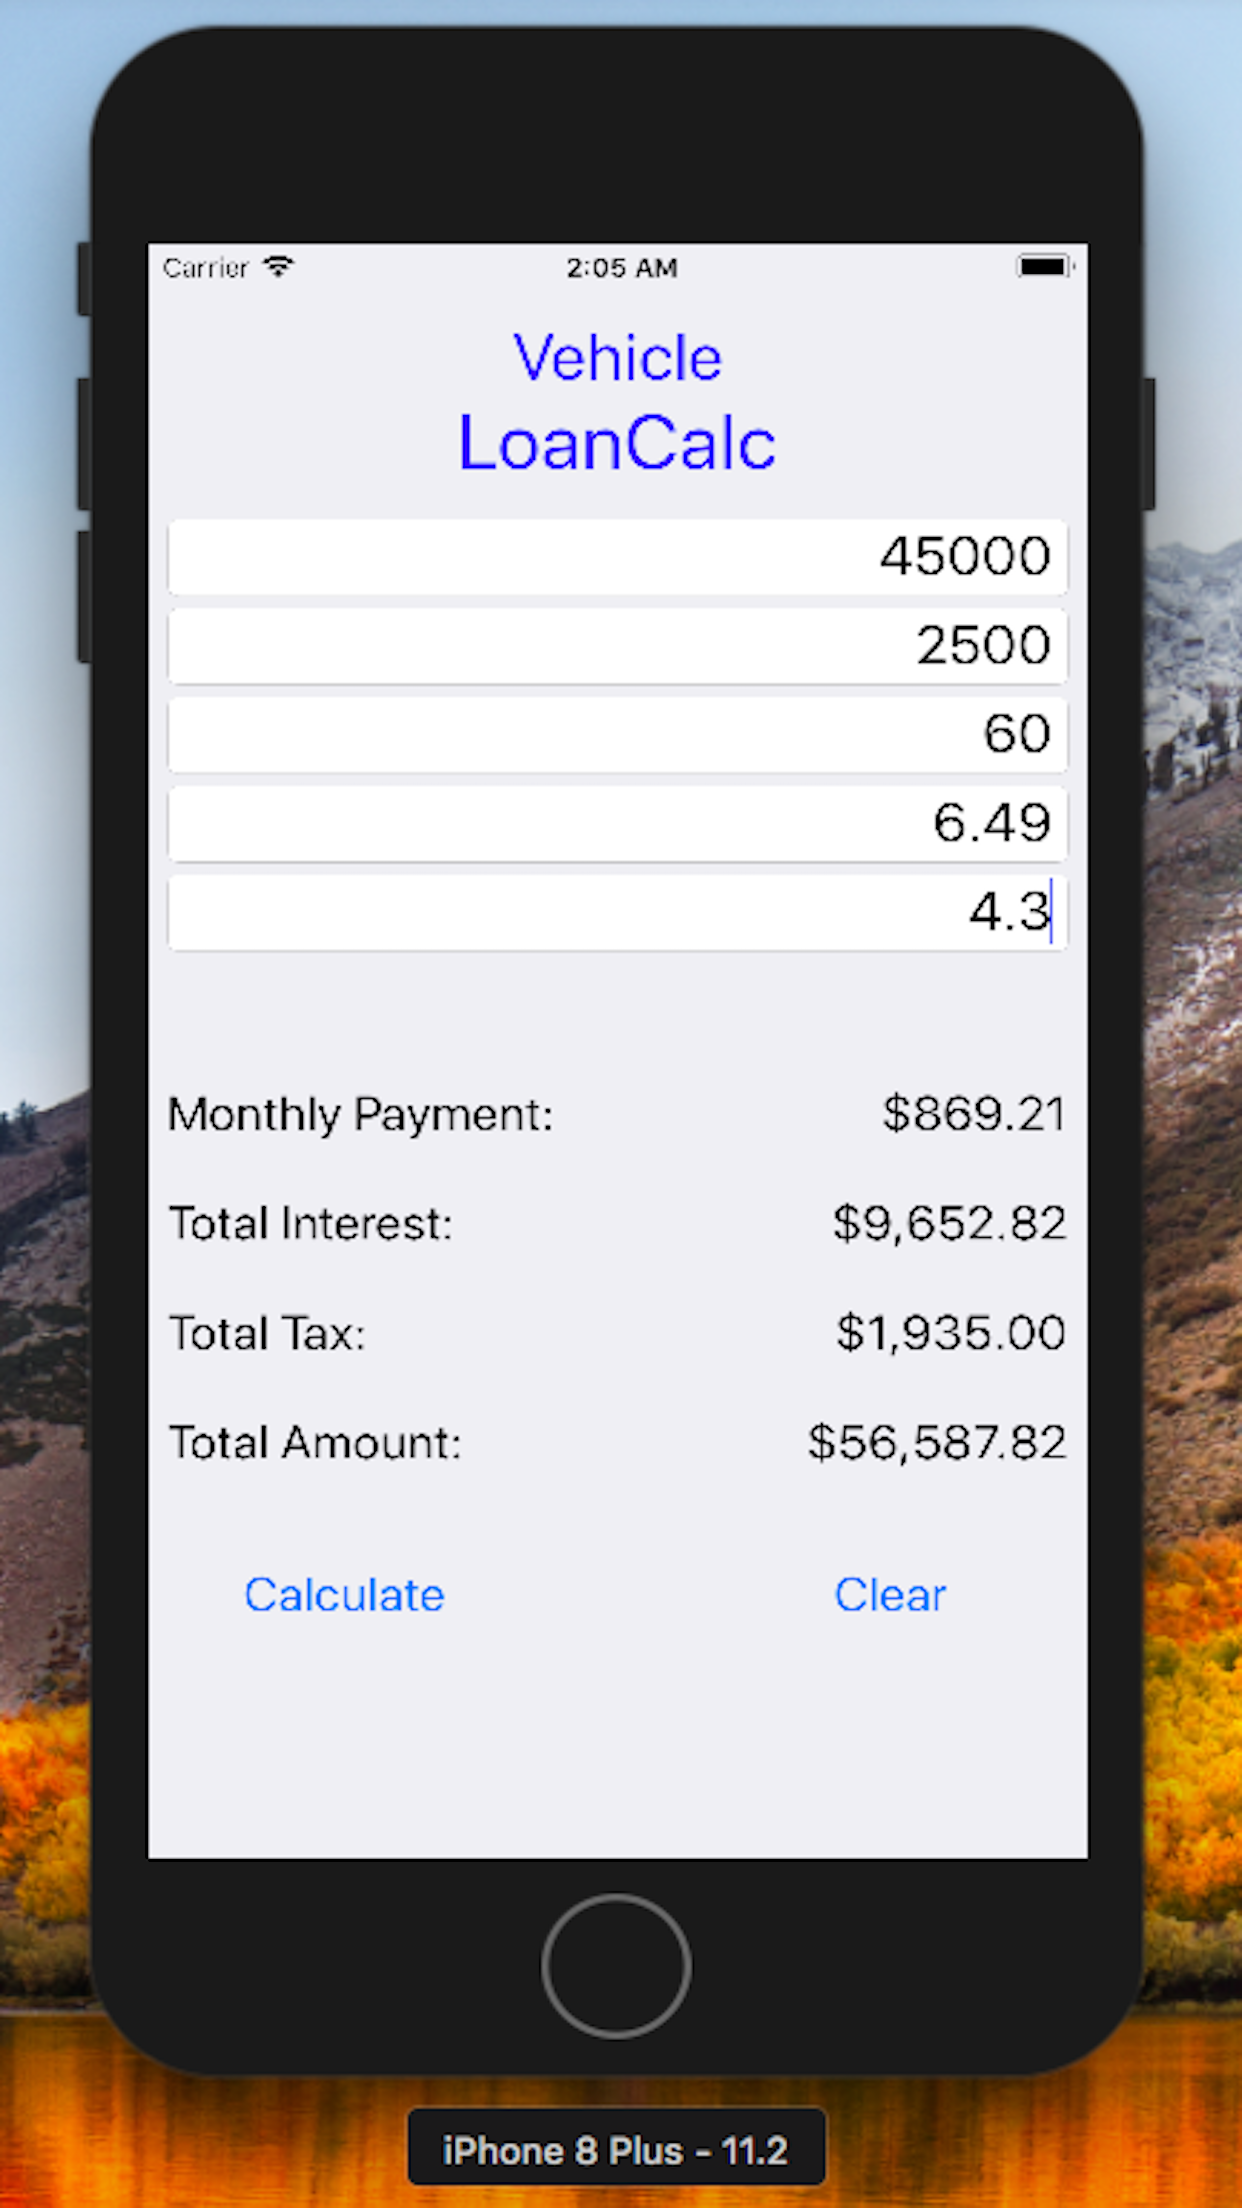 Carrier 2:05 AM
Vehicle
LoanCalc
45000
2500
60
6.49
4.3
Monthly Payment: $869.21
Total Interest: $9,652.82
Total Tax: $1,935.00
Total Amount: $56,587.82
Calculate Clear
iPhone 8 Plus - 11.2